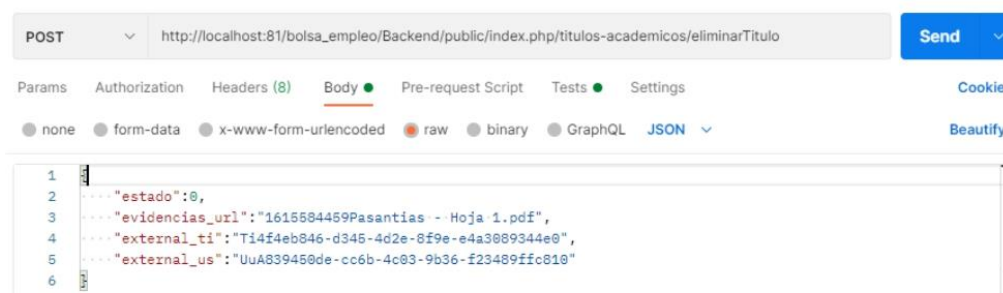 POST http://localhost:81/bolsa_empleo/Backend/public/index.php/titulos-academicos/eliminarTitulo Send
Params Authorization Headers (8) Body Pre-request Script Tests Settings Cookie
none form-data x-www-form-urlencoded raw binary GraphQL JSON Beautify
1 {
2 "estado":0,
3 "evidencias_url":"1615584459Pasantias - Hoja 1.pdf",
4 "external_ti":"Ti4f4eb846-d345-4d2e-8f9e-e4a3089344e0",
5 "external_us":"UuA839450de-cc6b-4c03-9b36-f23489ffc810"
6 }